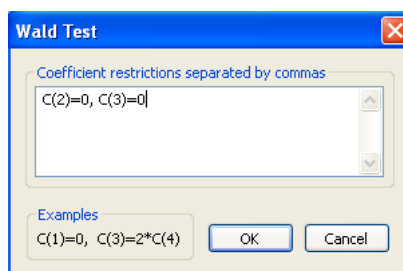 Wald Test
Coefficient restrictions separated by commas
C(2)=0, C(3)=0
Examples
C(1)=0, C(3)=2*C(4)
OK
Cancel